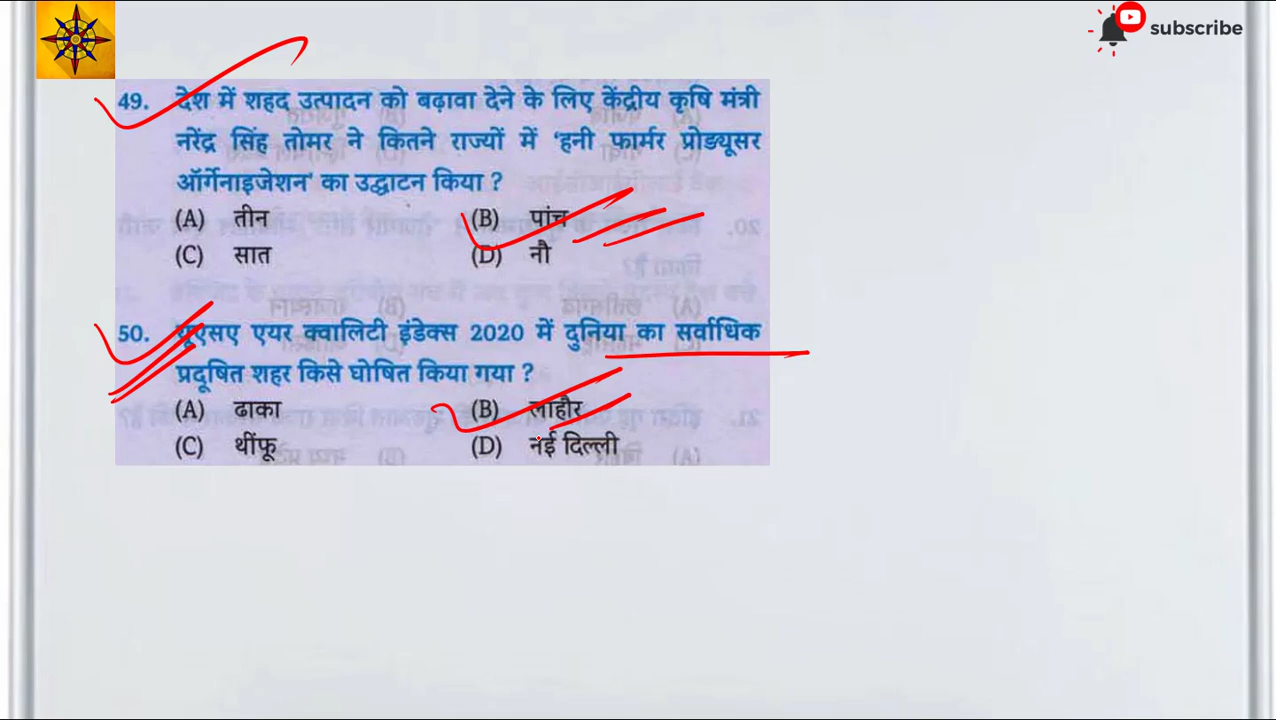 subscribe
49. देश में शहद उत्पादन को बढ़ावा देने के लिए केंद्रीय कृषि मंत्री
नरेंद्र सिंह तोमर ने कितने राज्यों में 'हनी फार्मर प्रोड्यूसर
ऑर्गेनाइजेशन' का उद्घाटन किया ?
(A) तीन (B) पांच
(C) सात (D) नौ
50. यूएसए एयर क्वालिटी इंडेक्स 2020 में दुनिया का सर्वाधिक
प्रदूषित शहर किसे घोषित किया गया ?
(A) ढाका (B) लाहौर
(C) थींफू (D) नई दिल्ली